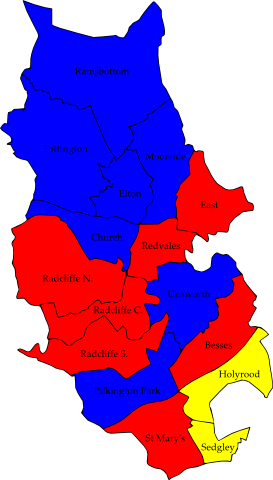 Ramsbottom
Tottington
Moorside
Elton
East
Church
Redvales
Radcliffe N.
Unsworth
Radcliffe C.
Besses
Radcliffe S.
Holyrood
Pilkington Park
St Mary's
Sedgley